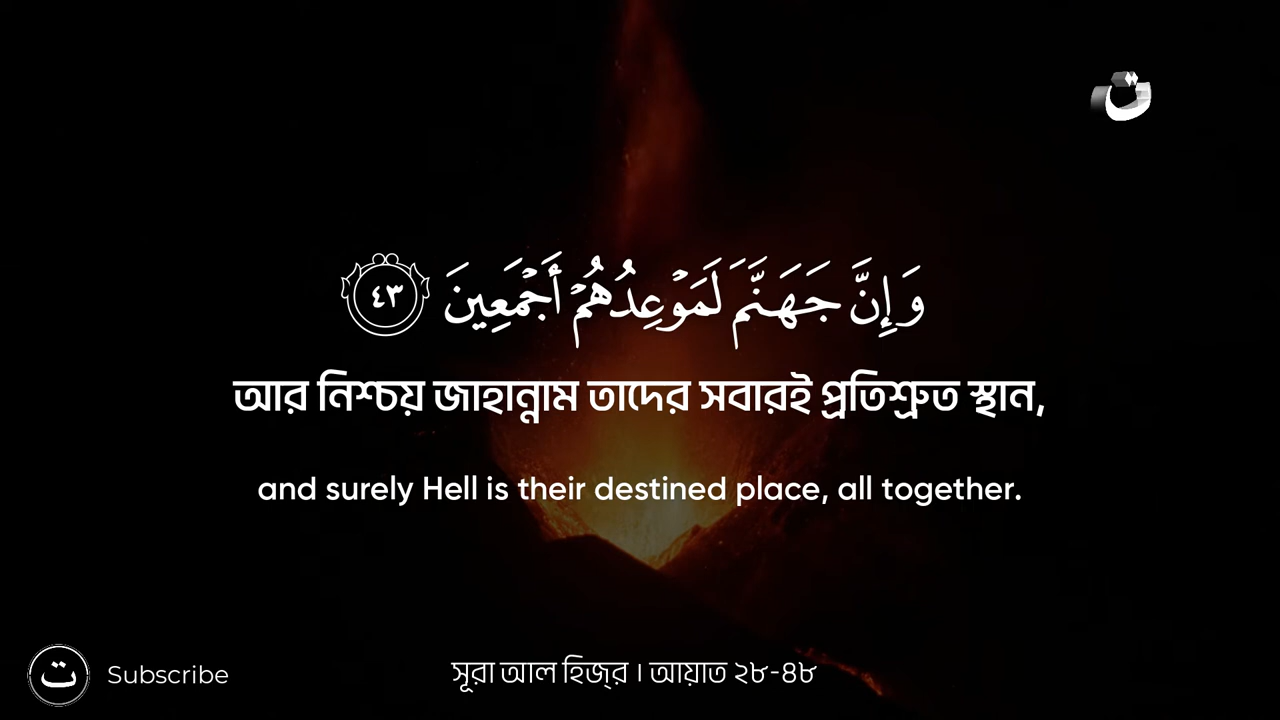 وَإِنَّ جَهَنَّمَ لَمَوْعِدُهُمْ أَجْمَعِينَ ٤٣
আর নিশ্চয় জাহান্নাম তাদের সবারই প্রতিশ্রুত স্থান,
and surely Hell is their destined place, all together.
ت Subscribe
সূরা আল হিজ্‌র । আয়াত ২৮-৪৮